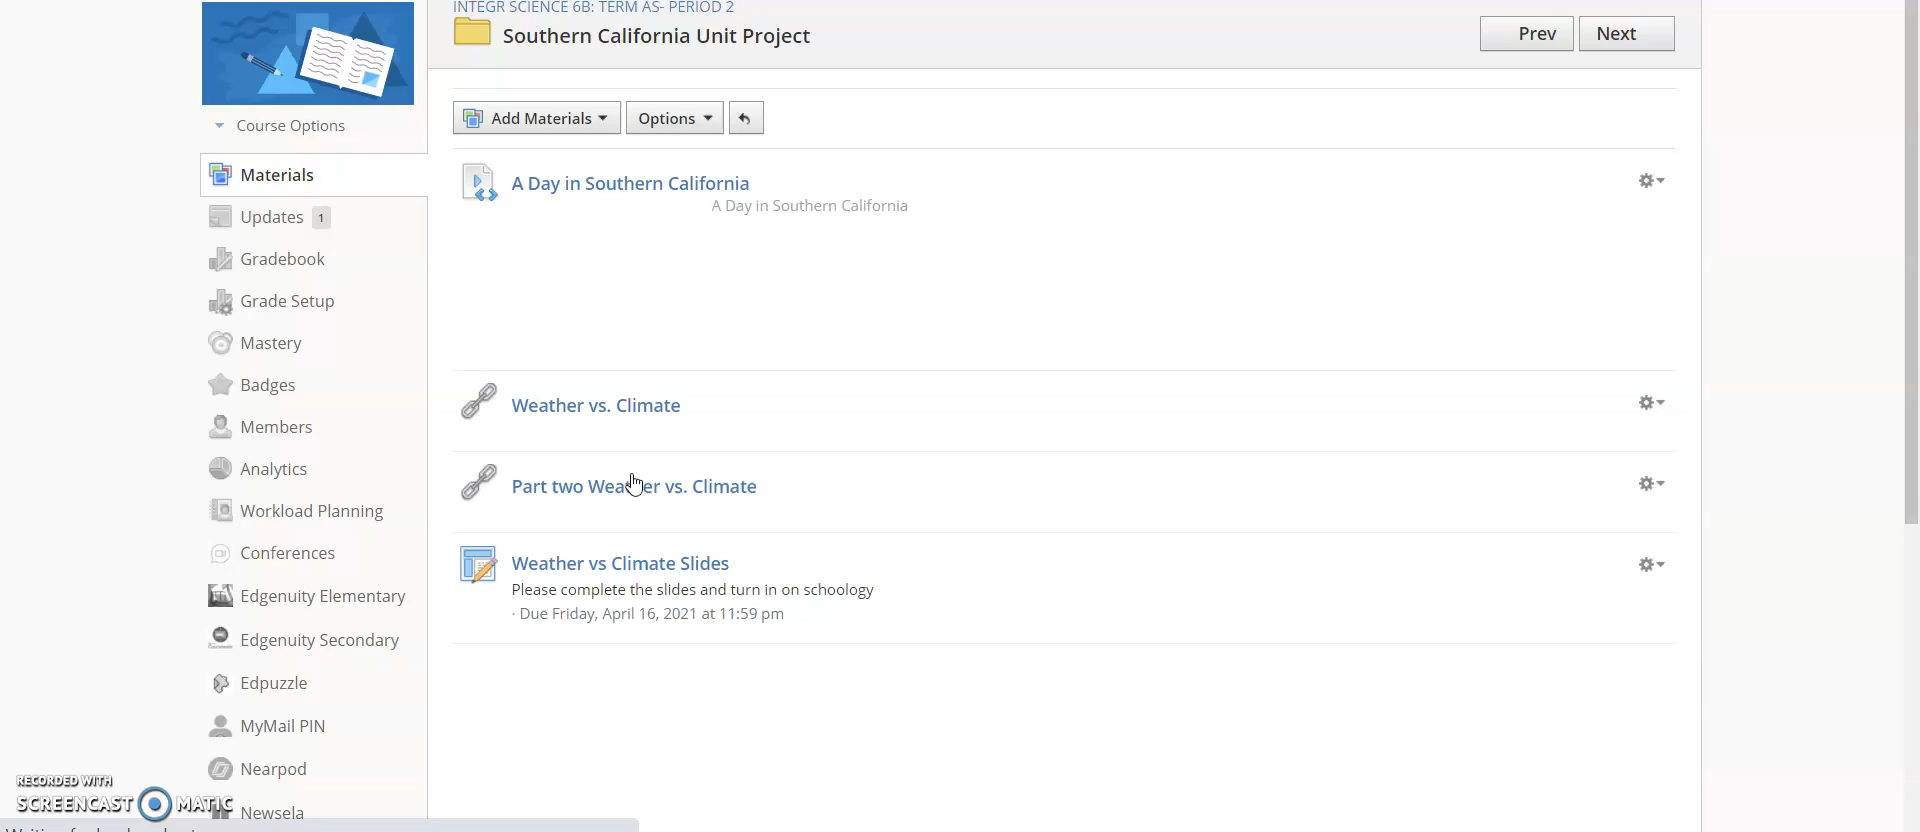 INTEGR SCIENCE 6B: TERM AS- PERIOD 2
Southern California Unit Project
Prev
Next
Course Options
Add Materials
Options
Materials
Updates 1
Gradebook
Grade Setup
Mastery
Badges
Members
Analytics
Workload Planning
Conferences
Edgenuity Elementary
Edgenuity Secondary
Edpuzzle
MyMail PIN
Nearpod
Newsela
A Day in Southern California
A Day in Southern California
Weather vs. Climate
Part two Weather vs. Climate
Weather vs Climate Slides
Please complete the slides and turn in on schoology
· Due Friday, April 16, 2021 at 11:59 pm
RECORDED WITH
SCREENCAST MATIC